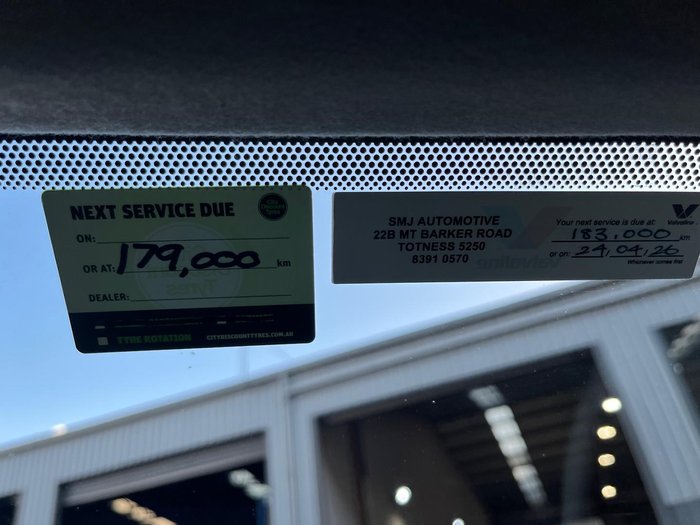 NEXT SERVICE DUE
ON:
OR AT: 179,000 km
DEALER:
TYRE ROTATION CITYDISCOUNTTYRES.COM.AU
SMJ AUTOMOTIVE
22B MT BARKER ROAD
TOTNESS 5250
8391 0570
Your next service is due at:
183,000 km
or on: 24,04,26
Whichever comes first
Valvoline